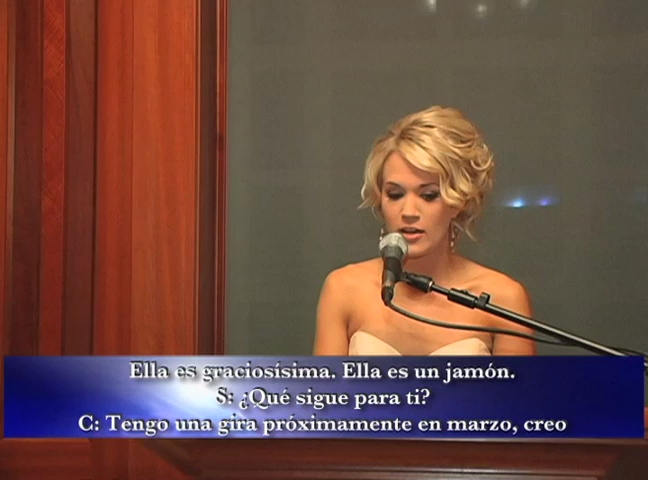 Ella es graciosísima. Ella es un jamón.
S: ¿Qué sigue para ti?
C: Tengo una gira próximamente en marzo, creo